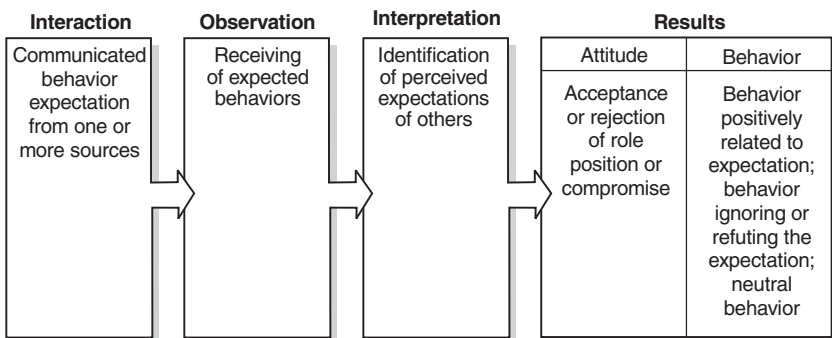 Interaction
Communicated
behavior
expectation
from one or
more sources
Observation
Receiving
of expected
behaviors
Interpretation
Identification
of perceived
expectations
of others
Results
Attitude
Acceptance
or rejection
of role
position or
compromise
Behavior
Behavior
positively
related to
expectation;
behavior
ignoring or
refuting the
expectation;
neutral
behavior